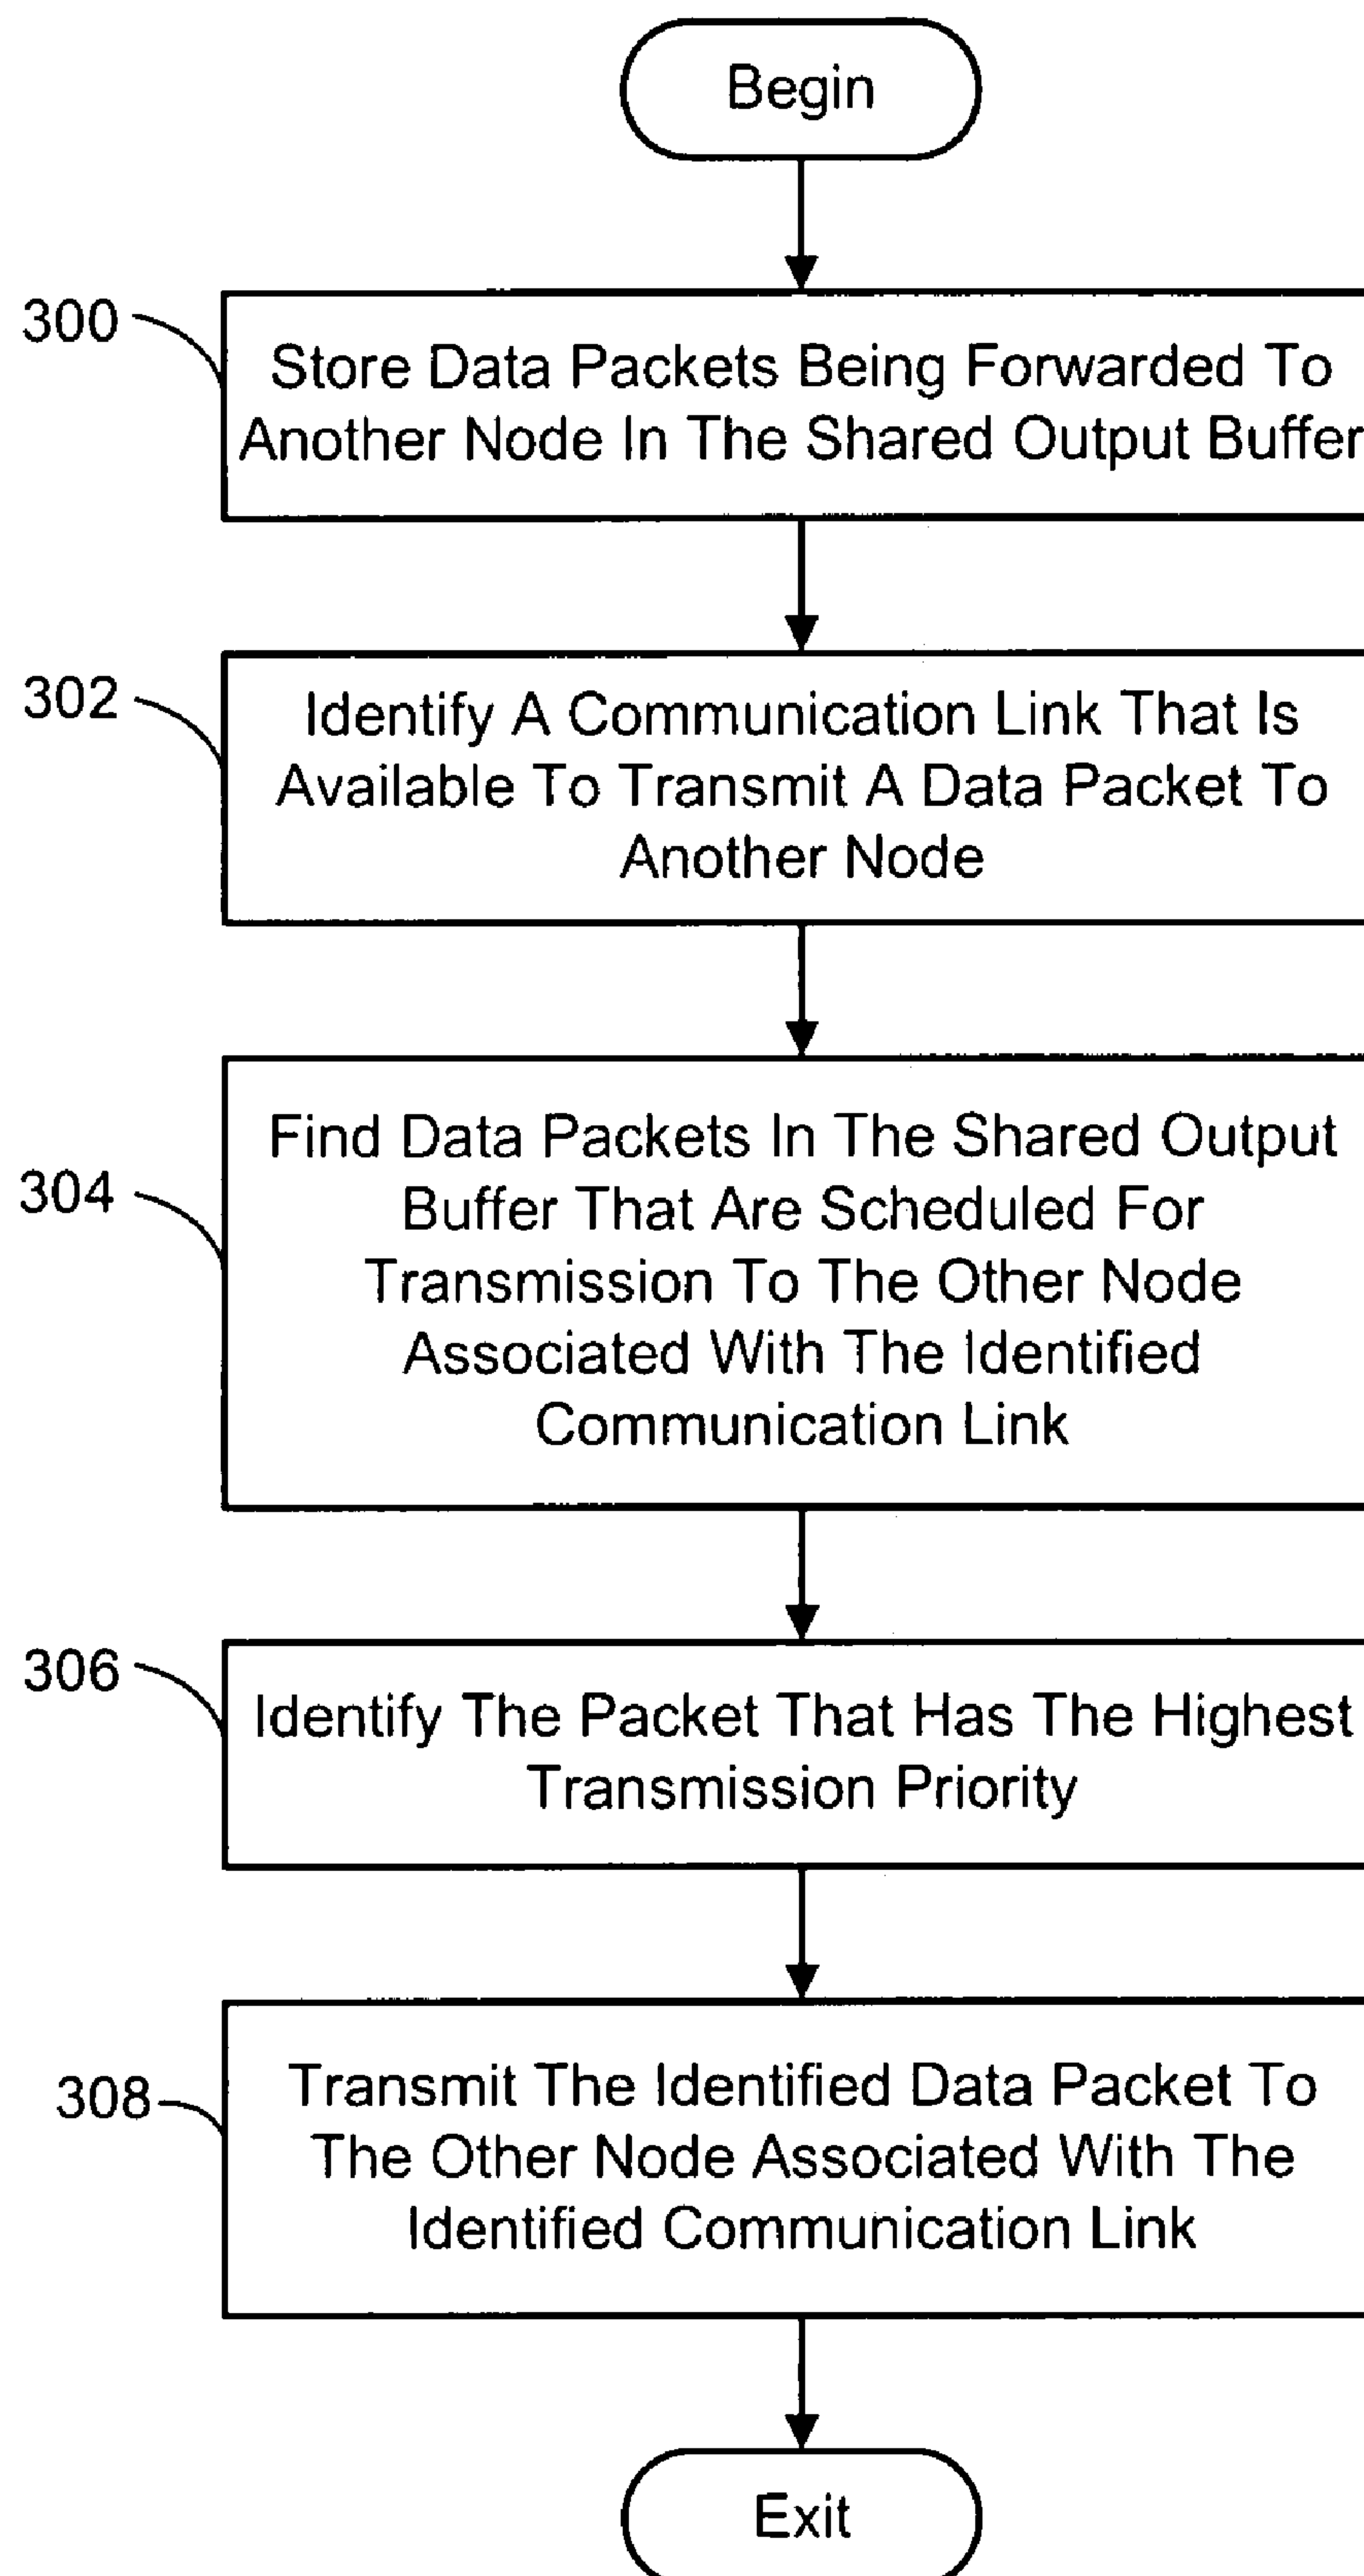 Begin
300
Store Data Packets Being Forwarded To
Another Node In The Shared Output Buffer
302
Identify A Communication Link That Is
Available To Transmit A Data Packet To
Another Node
304
Find Data Packets In The Shared Output
Buffer That Are Scheduled For
Transmission To The Other Node
Associated With The Identified
Communication Link
306
Identify The Packet That Has The Highest
Transmission Priority
308
Transmit The Identified Data Packet To
The Other Node Associated With The
Identified Communication Link
Exit